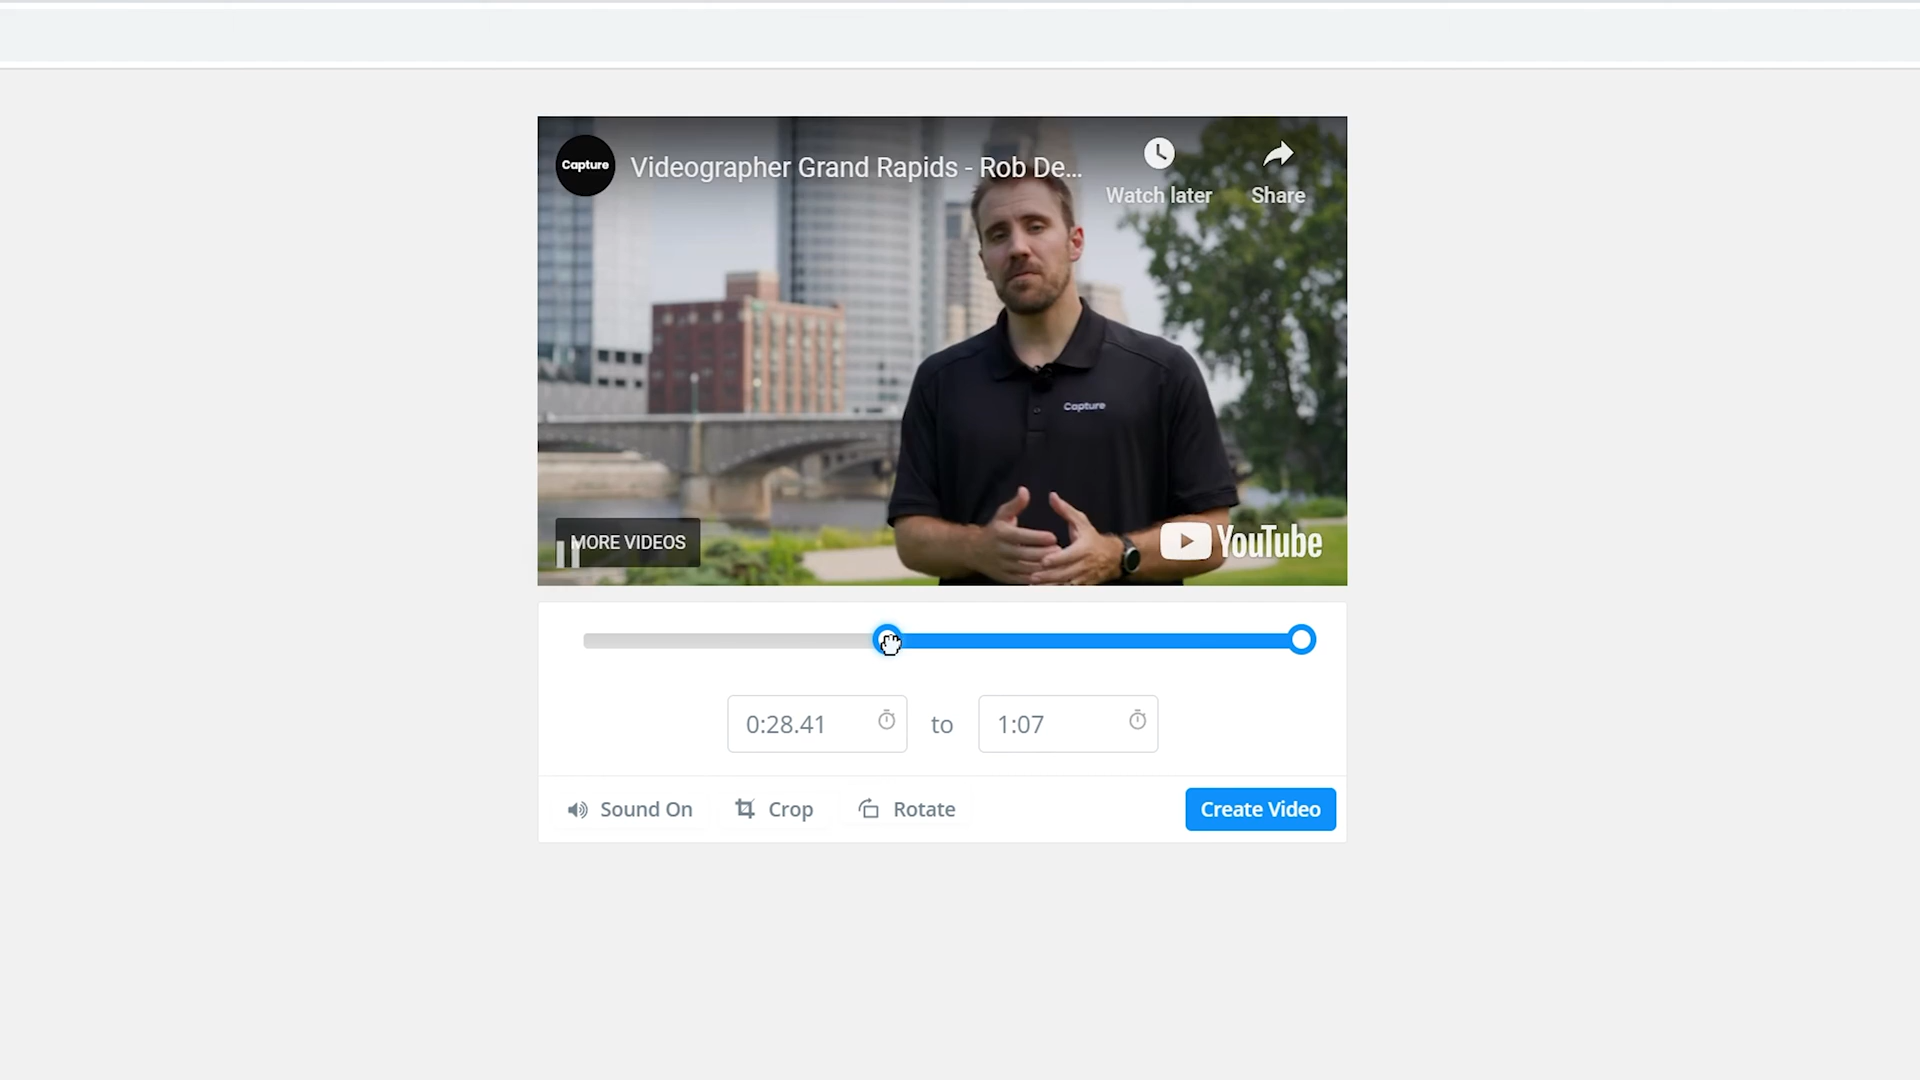 Capture
Videographer Grand Rapids - Rob De...
Watch later
Share
Capture
MORE VIDEOS
YouTube
0:28.41 to 1:07
Sound On
Crop
Rotate
Create Video